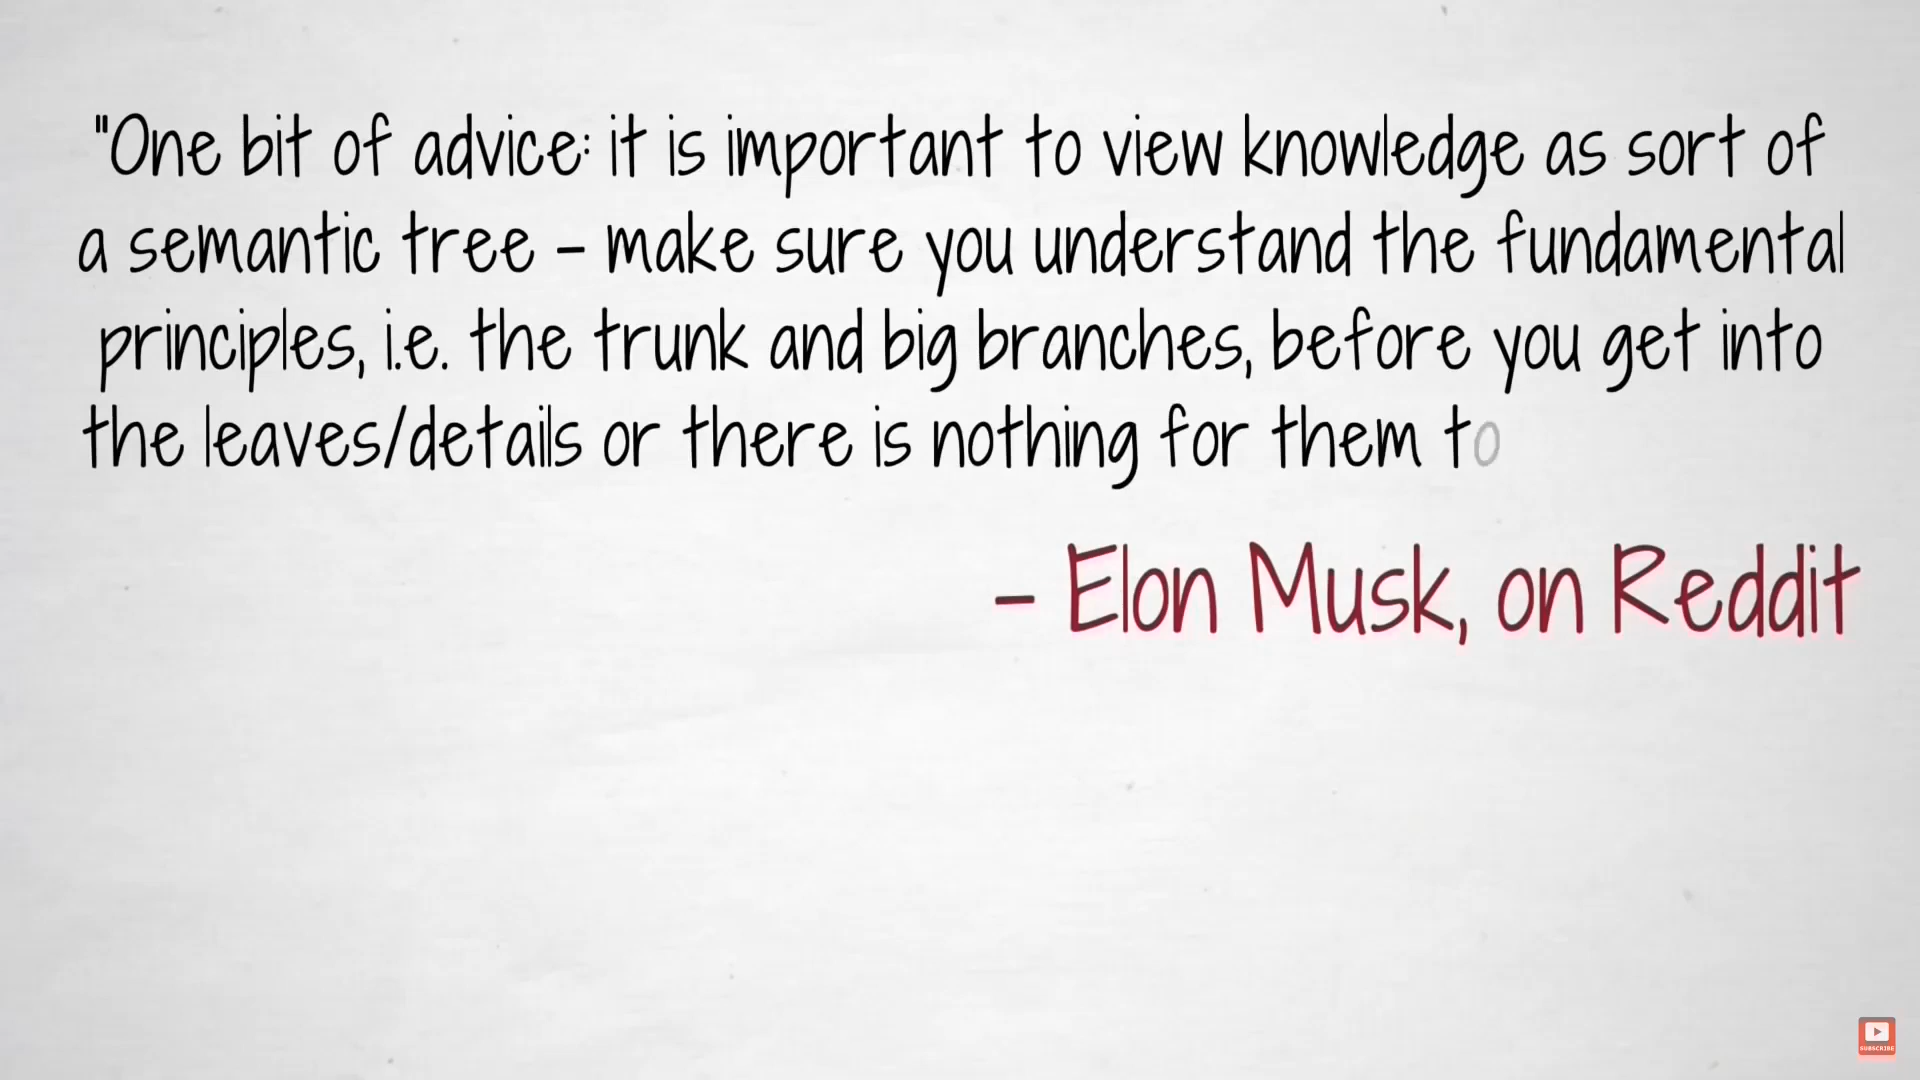 "One bit of advice: it is important to view knowledge as sort of
a semantic tree – make sure you understand the fundamental
principles, i.e. the trunk and big branches, before you get into
the leaves/details or there is nothing for them to
– Elon Musk, on Reddit
SUBSCRIBE